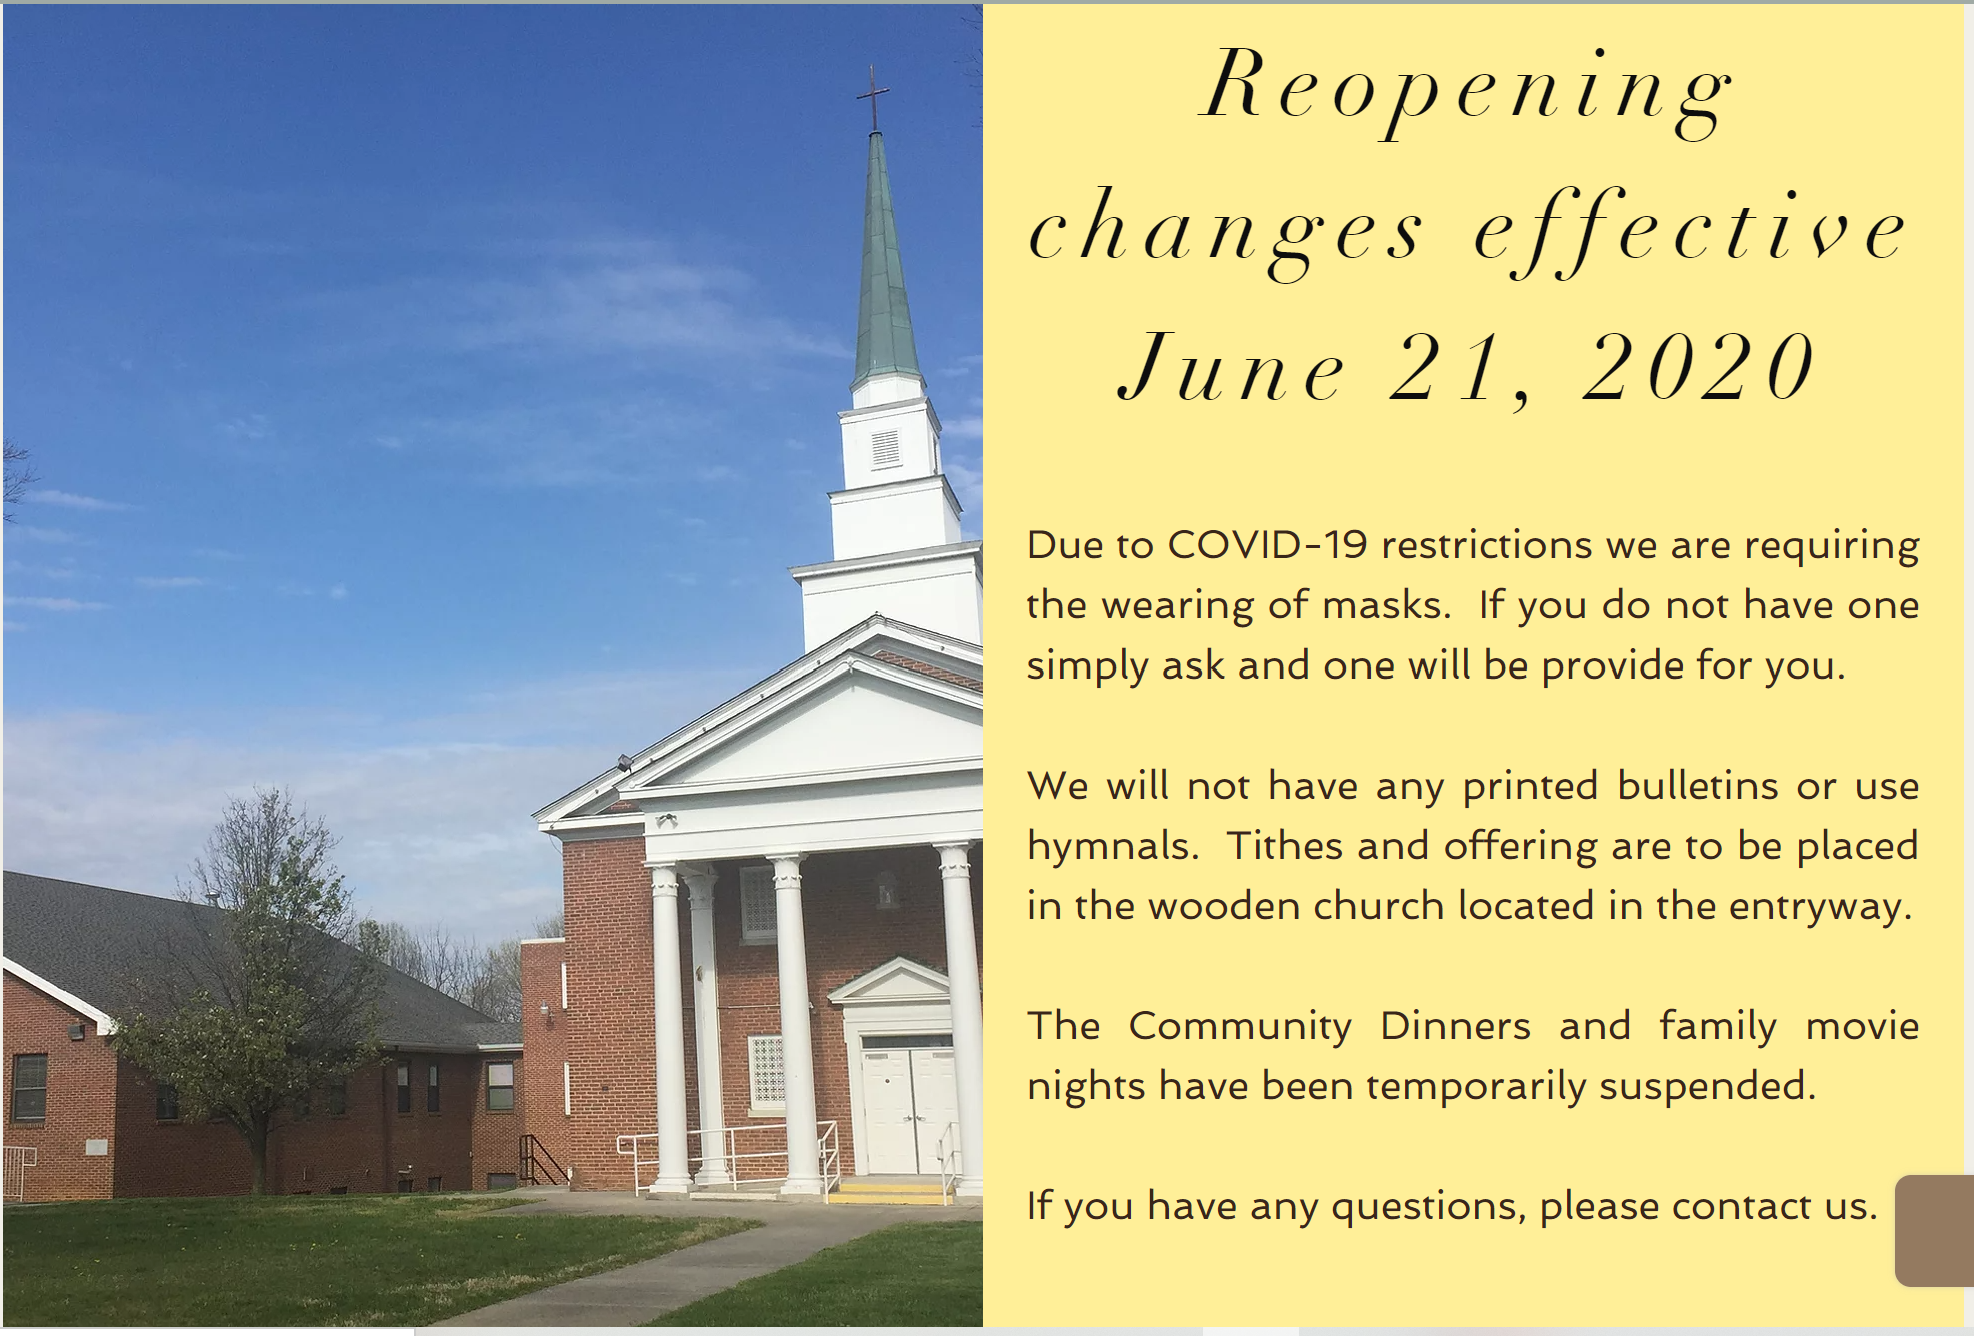 Reopening
changes effective
June 21, 2020
Due to COVID-19 restrictions we are requiring
the wearing of masks.  If you do not have one
simply ask and one will be provide for you.
We will not have any printed bulletins or use
hymnals.  Tithes and offering are to be placed
in the wooden church located in the entryway.
The Community Dinners and family movie
nights have been temporarily suspended.
If you have any questions, please contact us.